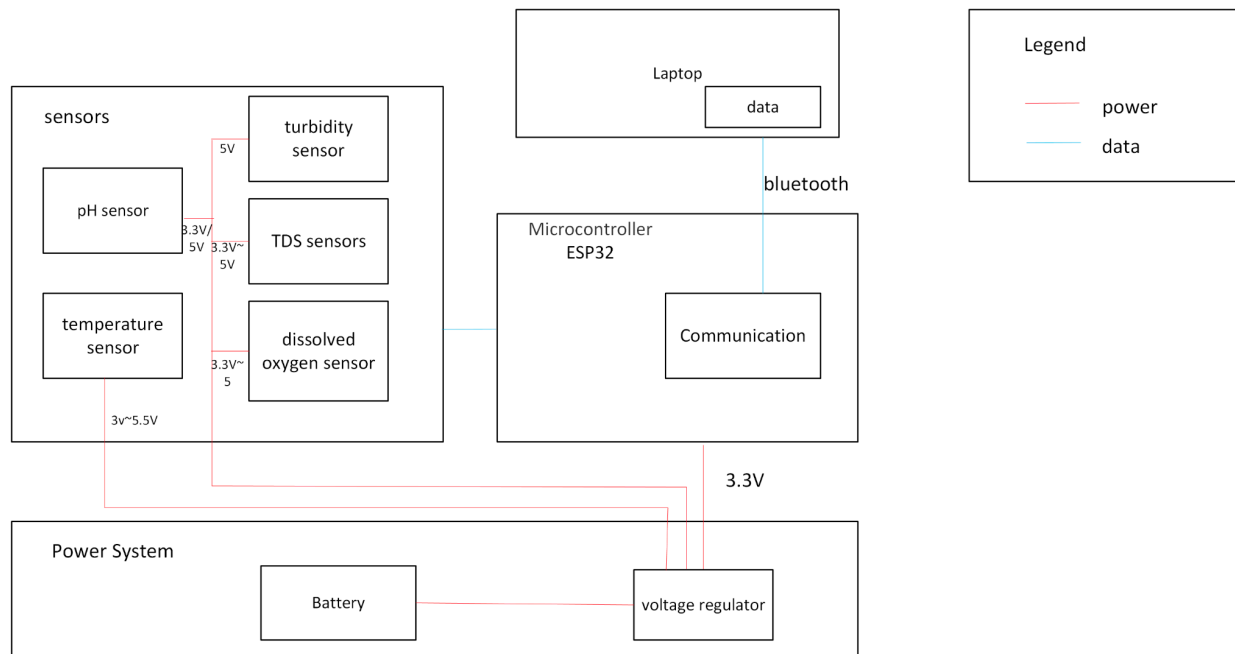 sensors
turbidity
sensor
5V
pH sensor
3.3V/
5V
TDS sensors
3.3V~
5V
temperature
sensor
dissolved
oxygen sensor
3.3V~
5
3v~5.5V
Laptop
data
bluetooth
Microcontroller
ESP32
Communication
3.3V
Power System
Battery
voltage regulator
Legend
power
data